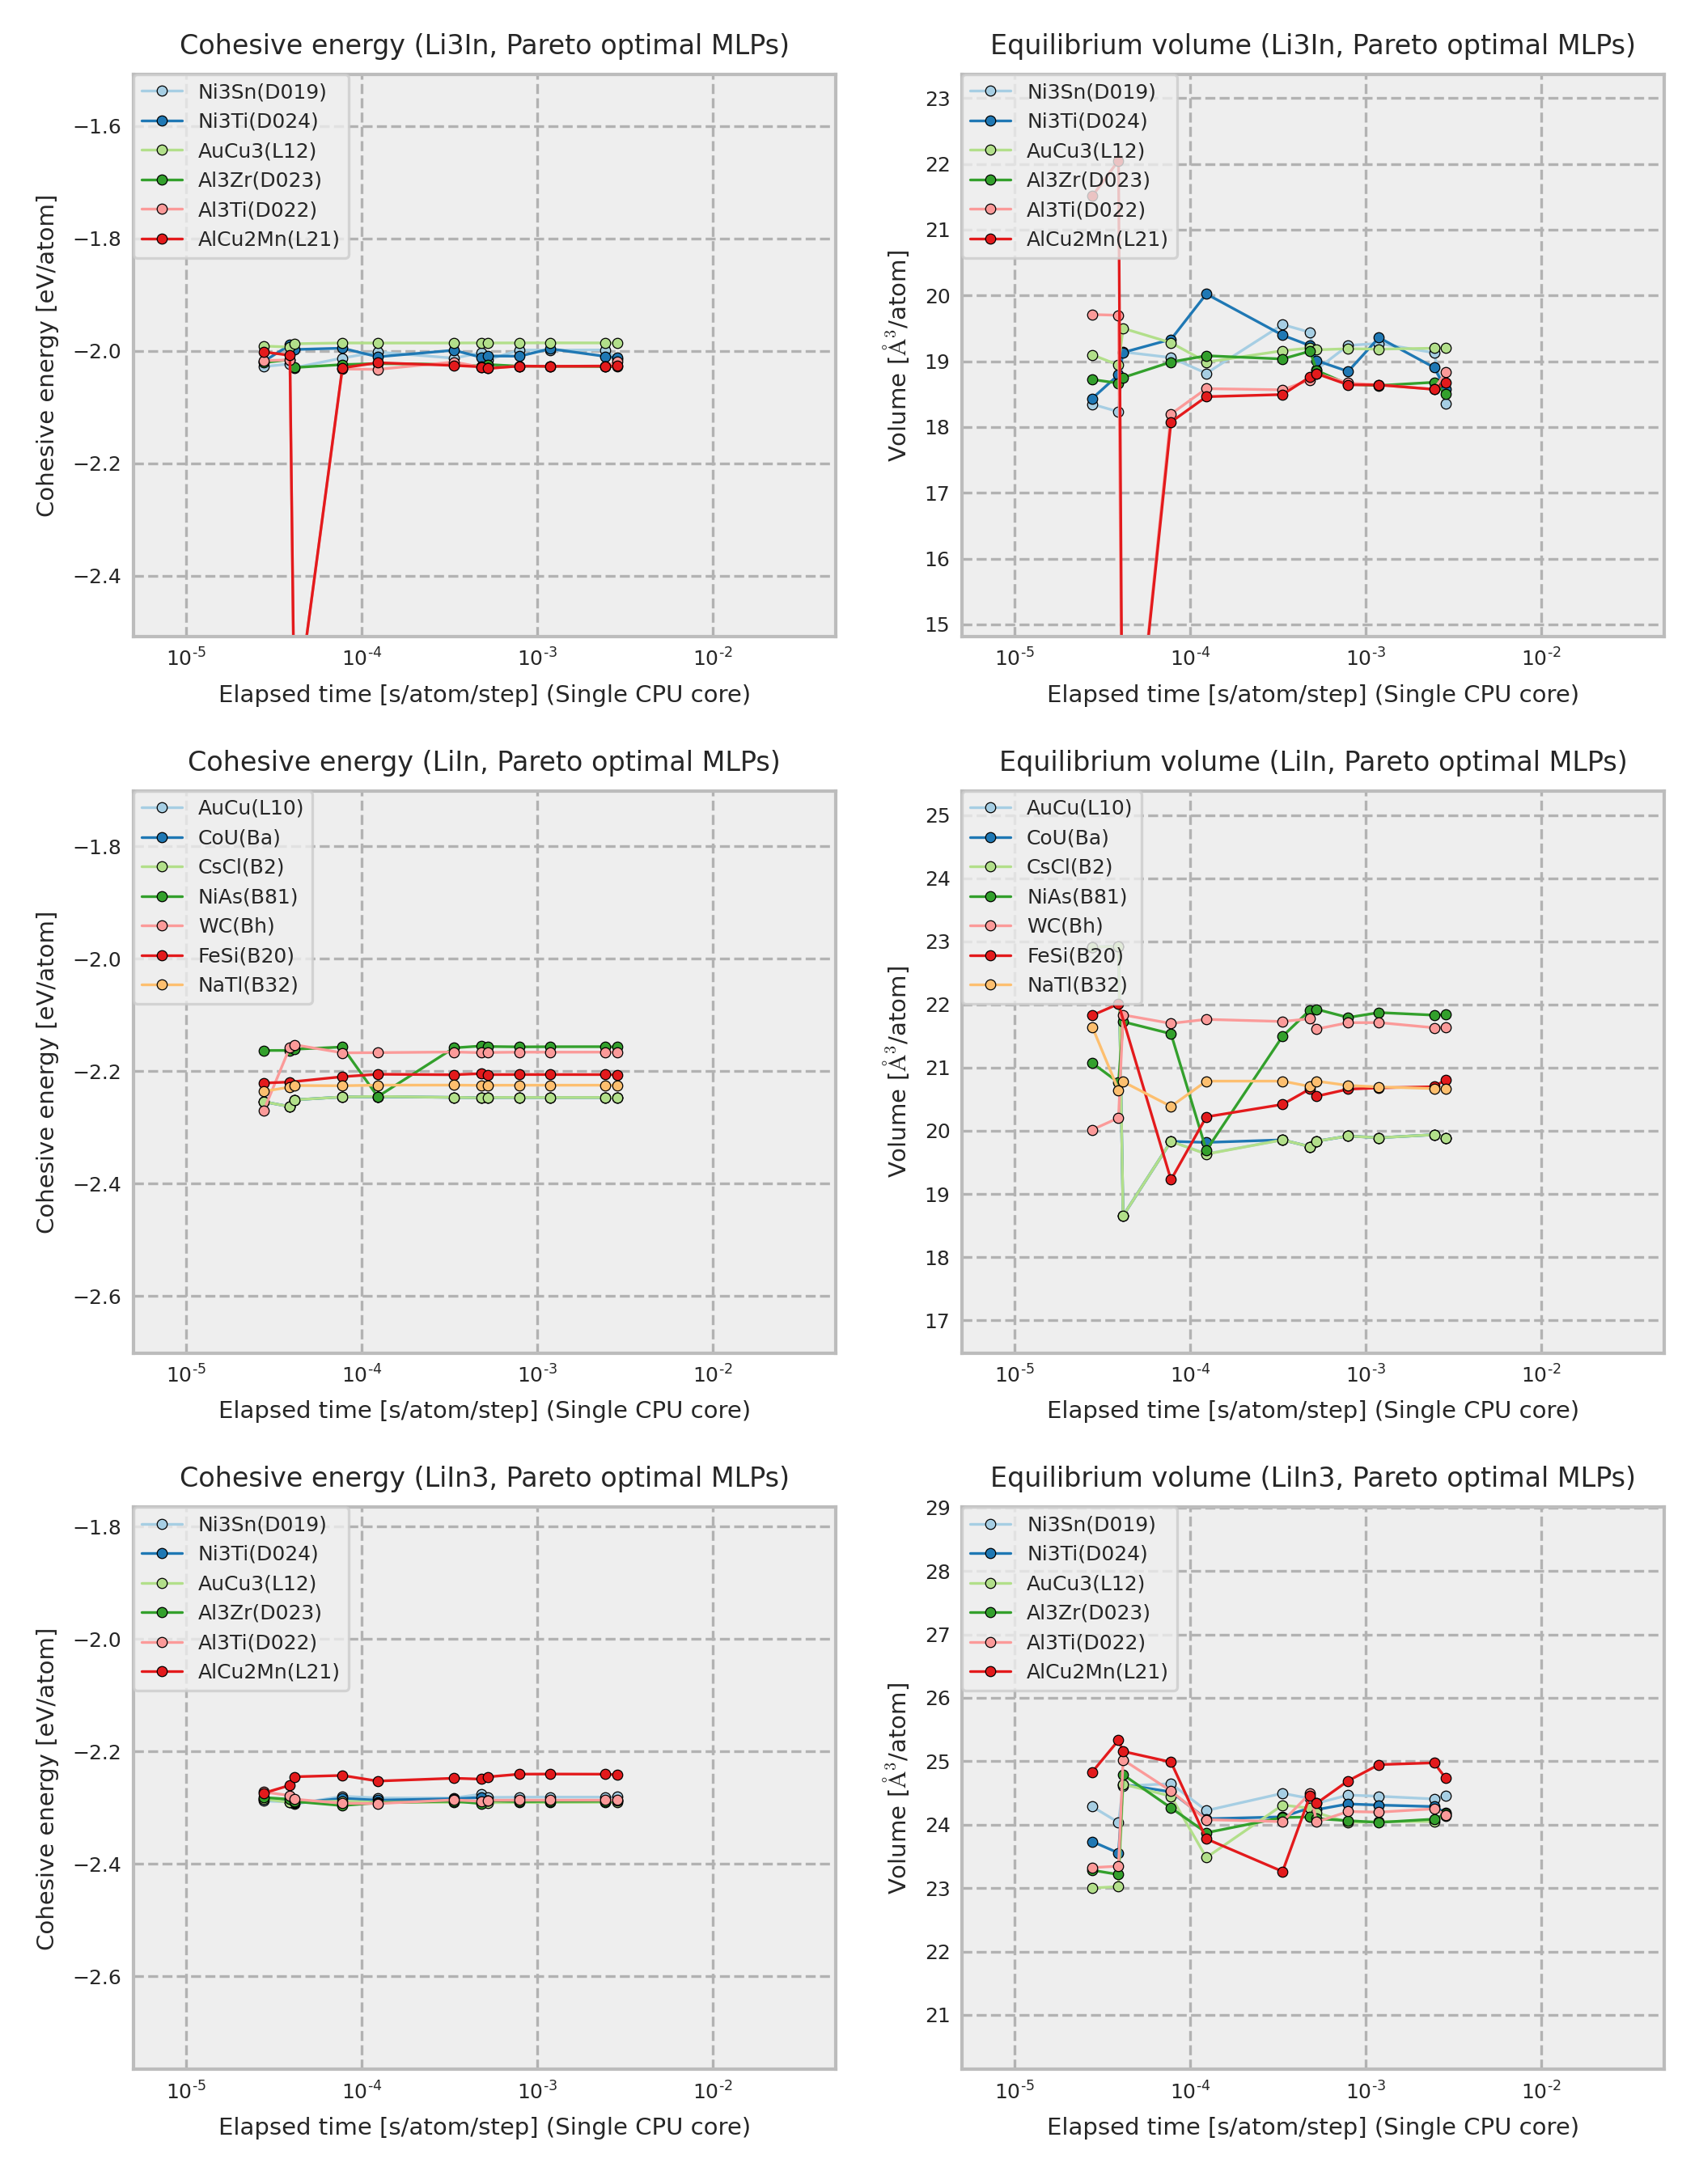 Cohesive energy (Li3In, Pareto optimal MLPs)
Cohesive energy [eV/atom]
−1.6
−1.8
−2.0
−2.2
−2.4
Ni3Sn(D019)
Ni3Ti(D024)
AuCu3(L12)
Al3Zr(D023)
Al3Ti(D022)
AlCu2Mn(L21)
10-5 10-4 10-3 10-2
Elapsed time [s/atom/step] (Single CPU core)
Equilibrium volume (Li3In, Pareto optimal MLPs)
Volume [Å3/atom]
23
22
21
20
19
18
17
16
15
Ni3Sn(D019)
Ni3Ti(D024)
AuCu3(L12)
Al3Zr(D023)
Al3Ti(D022)
AlCu2Mn(L21)
10-5 10-4 10-3 10-2
Elapsed time [s/atom/step] (Single CPU core)
Cohesive energy (LiIn, Pareto optimal MLPs)
Cohesive energy [eV/atom]
−1.8
−2.0
−2.2
−2.4
−2.6
AuCu(L10)
CoU(Ba)
CsCl(B2)
NiAs(B81)
WC(Bh)
FeSi(B20)
NaTl(B32)
10-5 10-4 10-3 10-2
Elapsed time [s/atom/step] (Single CPU core)
Equilibrium volume (LiIn, Pareto optimal MLPs)
Volume [Å3/atom]
25
24
23
22
21
20
19
18
17
AuCu(L10)
CoU(Ba)
CsCl(B2)
NiAs(B81)
WC(Bh)
FeSi(B20)
NaTl(B32)
10-5 10-4 10-3 10-2
Elapsed time [s/atom/step] (Single CPU core)
Cohesive energy (LiIn3, Pareto optimal MLPs)
Cohesive energy [eV/atom]
−1.8
−2.0
−2.2
−2.4
−2.6
Ni3Sn(D019)
Ni3Ti(D024)
AuCu3(L12)
Al3Zr(D023)
Al3Ti(D022)
AlCu2Mn(L21)
10-5 10-4 10-3 10-2
Elapsed time [s/atom/step] (Single CPU core)
Equilibrium volume (LiIn3, Pareto optimal MLPs)
Volume [Å3/atom]
29
28
27
26
25
24
23
22
21
Ni3Sn(D019)
Ni3Ti(D024)
AuCu3(L12)
Al3Zr(D023)
Al3Ti(D022)
AlCu2Mn(L21)
10-5 10-4 10-3 10-2
Elapsed time [s/atom/step] (Single CPU core)